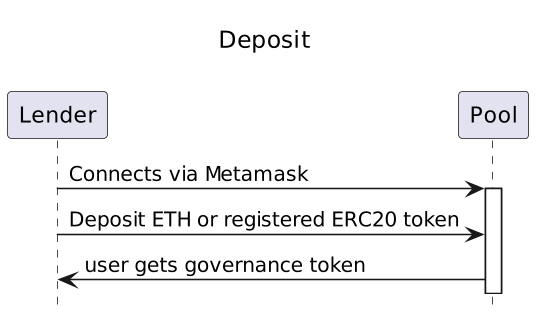 Deposit
Lender
Pool
Connects via Metamask
Deposit ETH or registered ERC20 token
user gets governance token